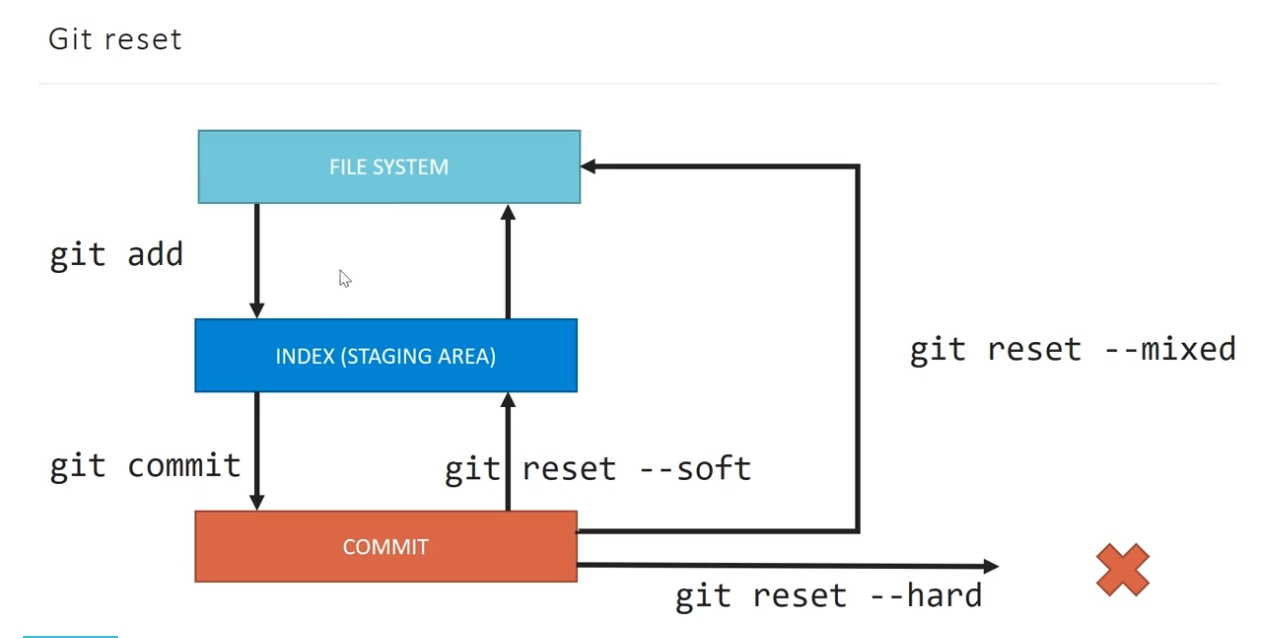 Git reset
FILE SYSTEM
git add
INDEX (STAGING AREA)
git reset --mixed
git commit
git reset --soft
COMMIT
git reset --hard